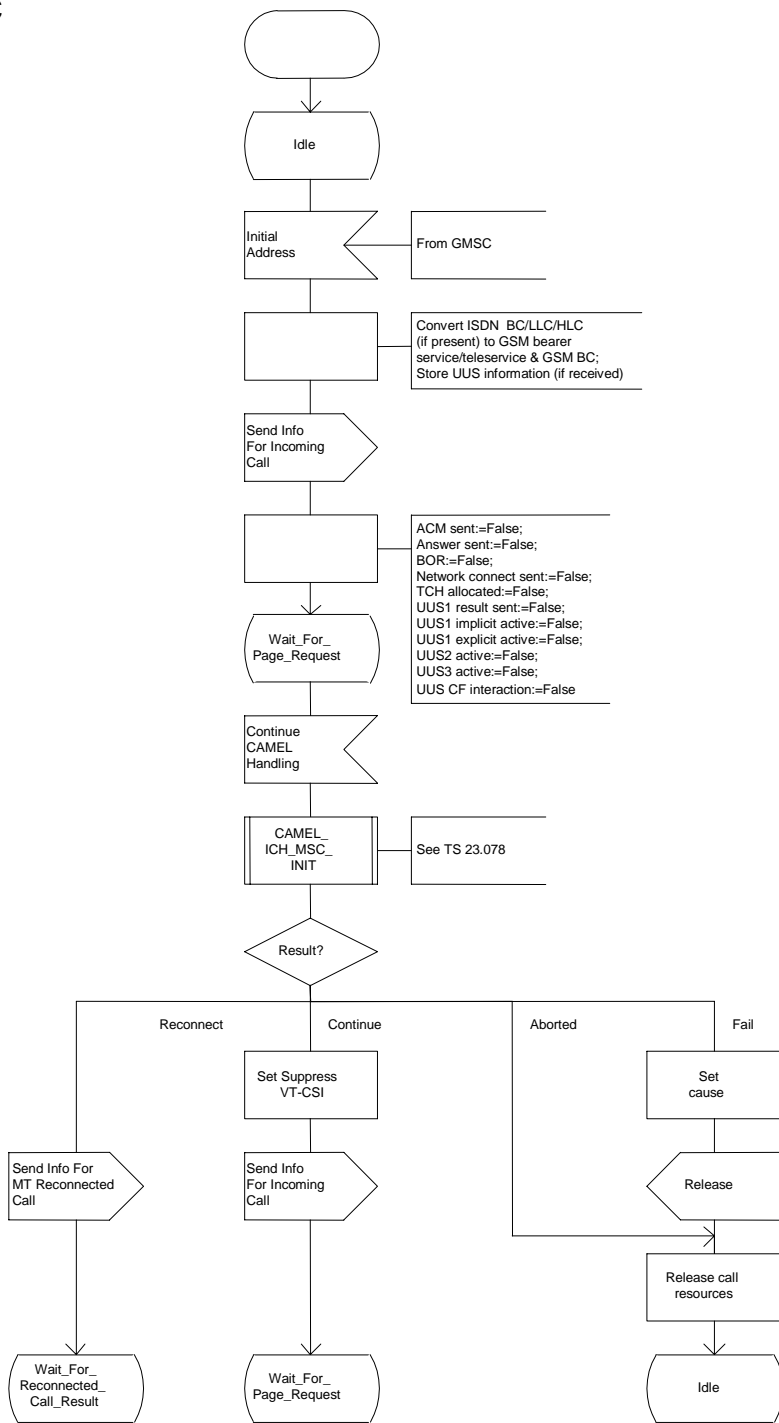 Idle
Initial
Address
From GMSC
Convert ISDN BC/LLC/HLC
(if present) to GSM bearer
service/teleservice & GSM BC;
Store UUS information (if received)
Send Info
For Incoming
Call
ACM sent:=False;
Answer sent:=False;
BOR:=False;
Network connect sent:=False;
TCH allocated:=False;
UUS1 result sent:=False;
UUS1 implicit active:=False;
UUS1 explicit active:=False;
UUS2 active:=False;
UUS3 active:=False;
UUS CF interaction:=False
Wait_For_
Page_Request
Continue
CAMEL
Handling
CAMEL_
ICH_MSC_
INIT
See TS 23.078
Result?
Reconnect
Continue
Aborted
Fail
Set Suppress
VT-CSI
Set
cause
Send Info For
MT Reconnected
Call
Send Info
For Incoming
Call
Release
Release call
resources
Wait_For_
Reconnected_
Call_Result
Wait_For_
Page_Request
Idle